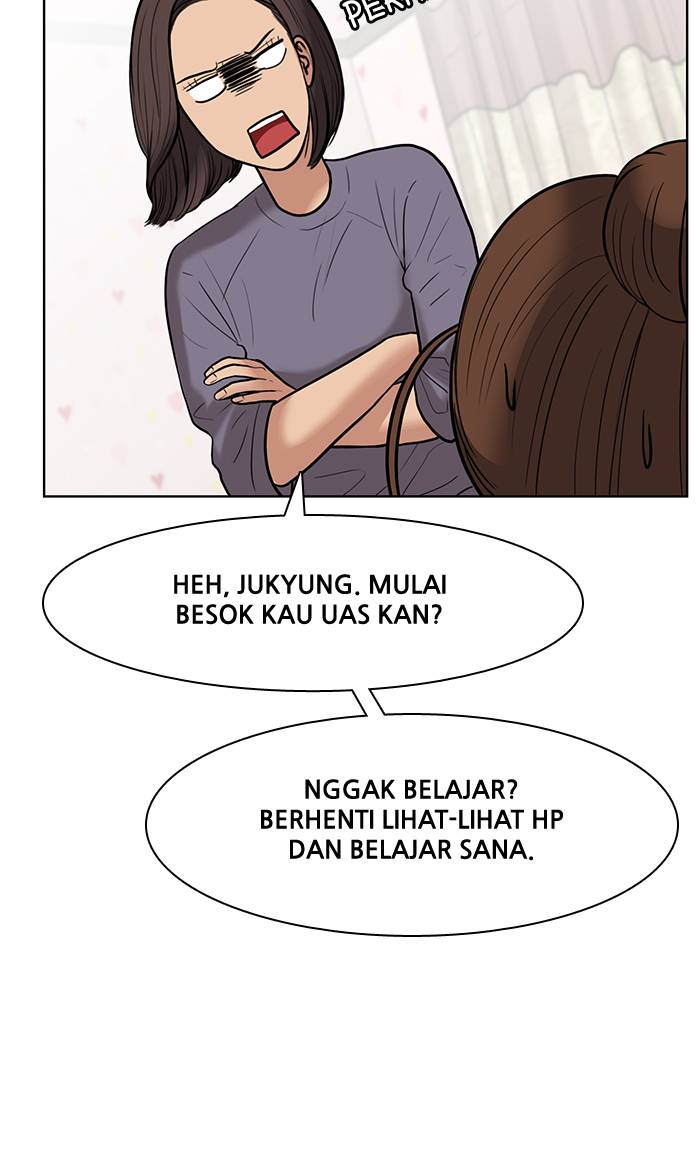 HEH, JUKYUNG. MULAI
BESOK KAU UAS KAN?
NGGAK BELAJAR?
BERHENTI LIHAT-LIHAT HP
DAN BELAJAR SANA.